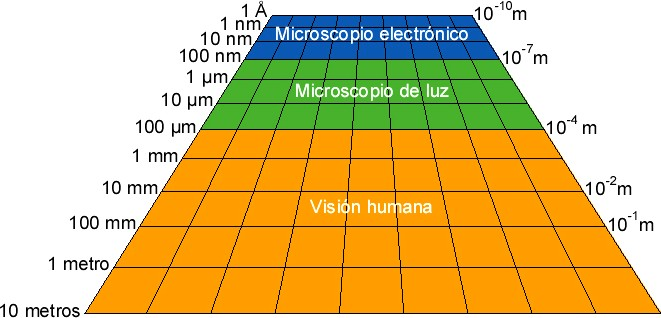 1 Å
10⁻¹⁰m
1 nm
10 nm
Microscopio electrónico
100 nm
10⁻⁷m
1 µm
Microscopio de luz
10 µm
100 µm
10⁻⁴ m
1 mm
10 mm
10⁻²m
Visión humana
100 mm
10⁻¹m
1 metro
10 metros